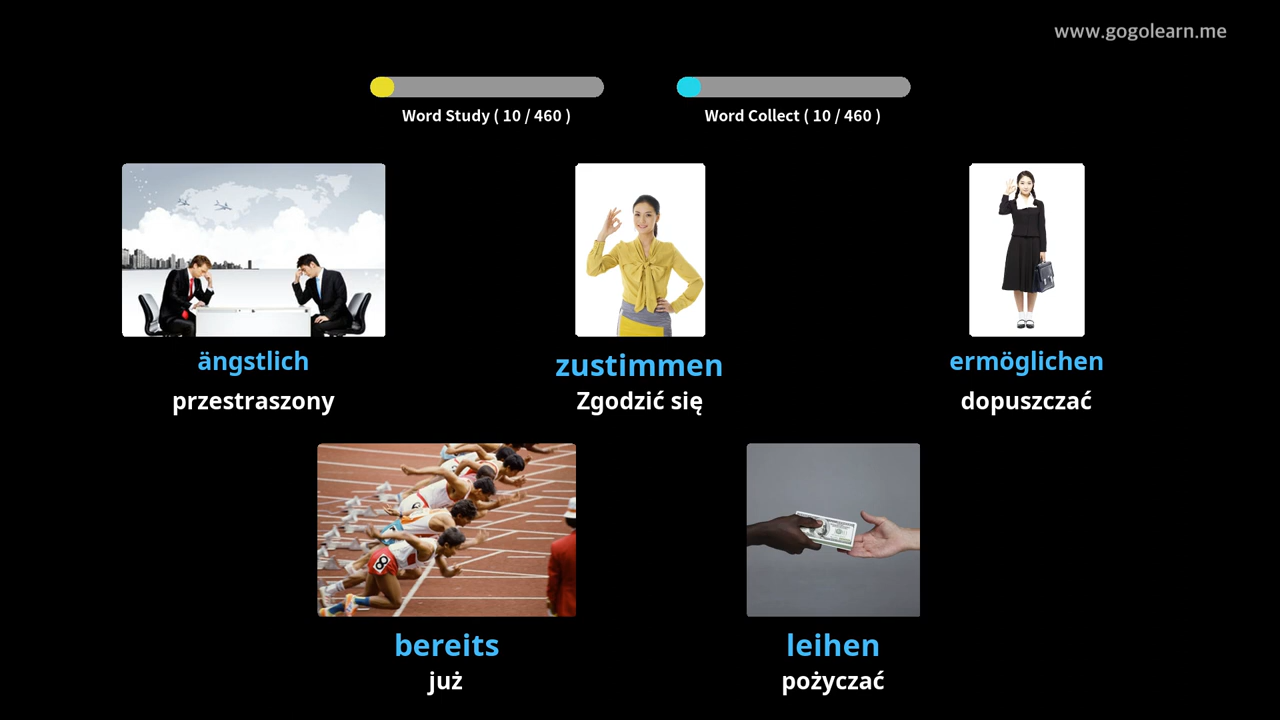 www.gogolearn.me
Word Study ( 10 / 460 )
Word Collect ( 10 / 460 )
ängstlich
przestraszony
zustimmen
Zgodzić się
ermöglichen
dopuszczać
8
bereits
już
leihen
pożyczać